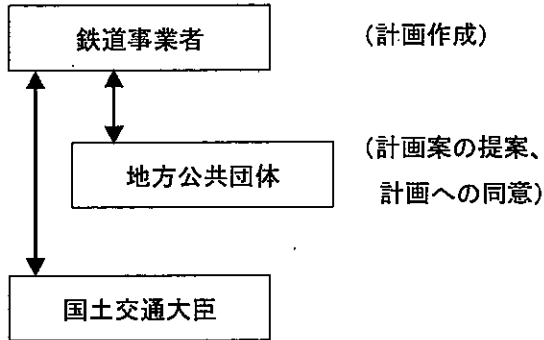 鉄道事業者
(計画作成)
地方公共団体
(計画案の提案、
計画への同意)
国土交通大臣